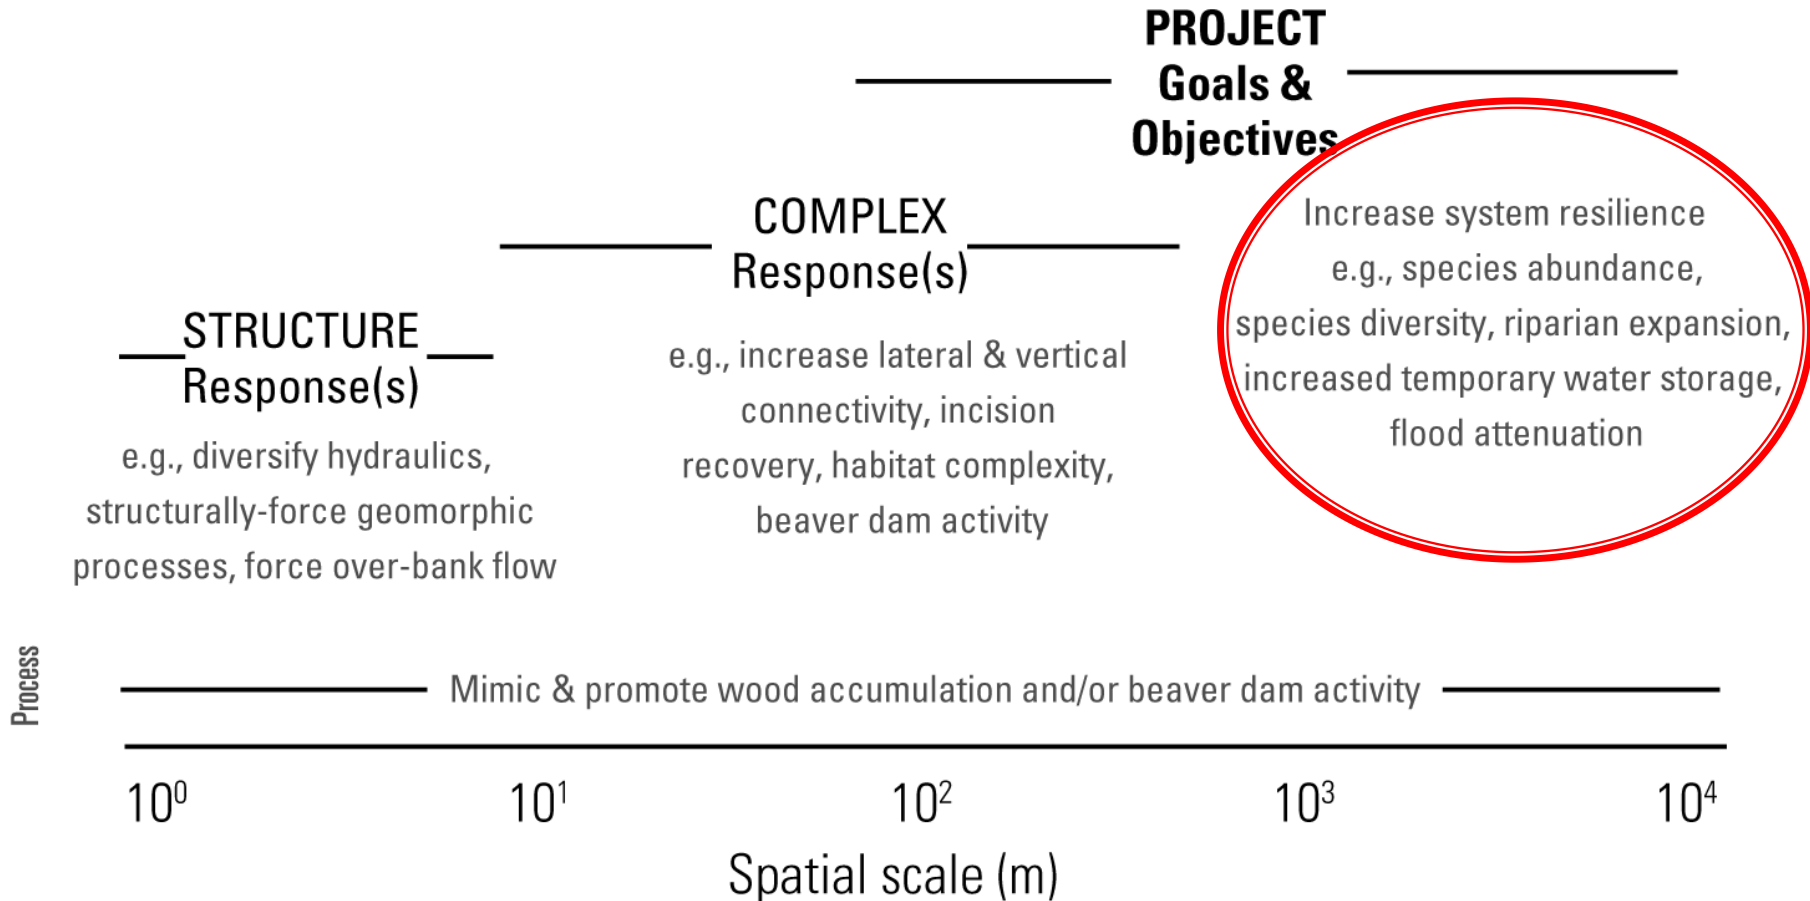 PROJECT
Goals &
Objectives
COMPLEX
Response(s)
STRUCTURE
Response(s)
Increase system resilience
e.g., species abundance,
species diversity, riparian expansion,
increased temporary water storage,
flood attenuation
e.g., increase lateral & vertical
connectivity, incision
recovery, habitat complexity,
beaver dam activity
e.g., diversify hydraulics,
structurally-force geomorphic
processes, force over-bank flow
Process
Mimic & promote wood accumulation and/or beaver dam activity
10⁰ 10¹ 10² 10³ 10⁴
Spatial scale (m)